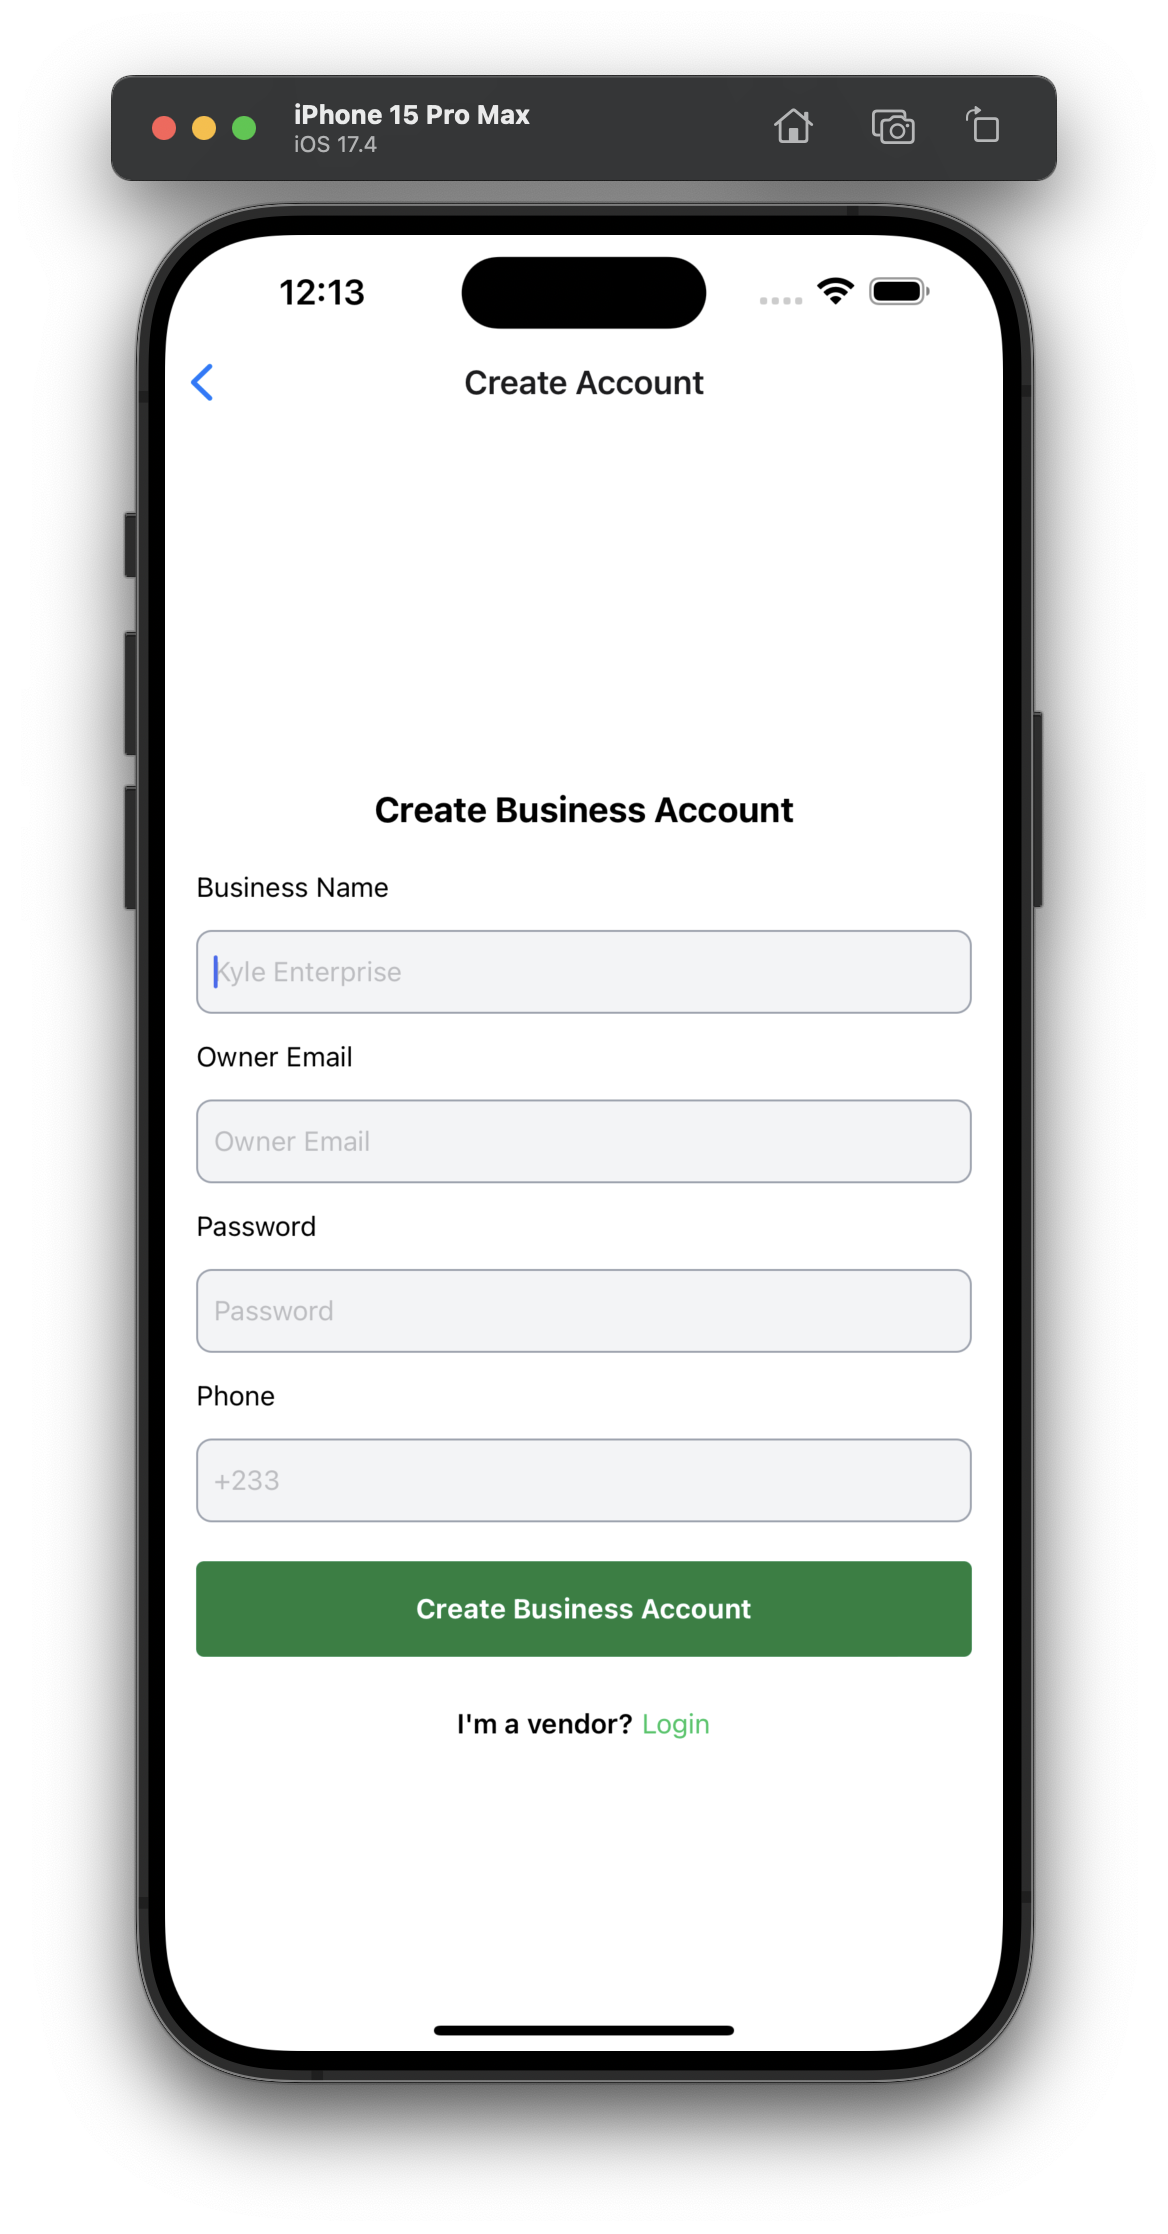 iPhone 15 Pro Max
iOS 17.4
12:13
Create Account
Create Business Account
Business Name
Kyle Enterprise
Owner Email
Owner Email
Password
Password
Phone
+233
Create Business Account
I'm a vendor? Login